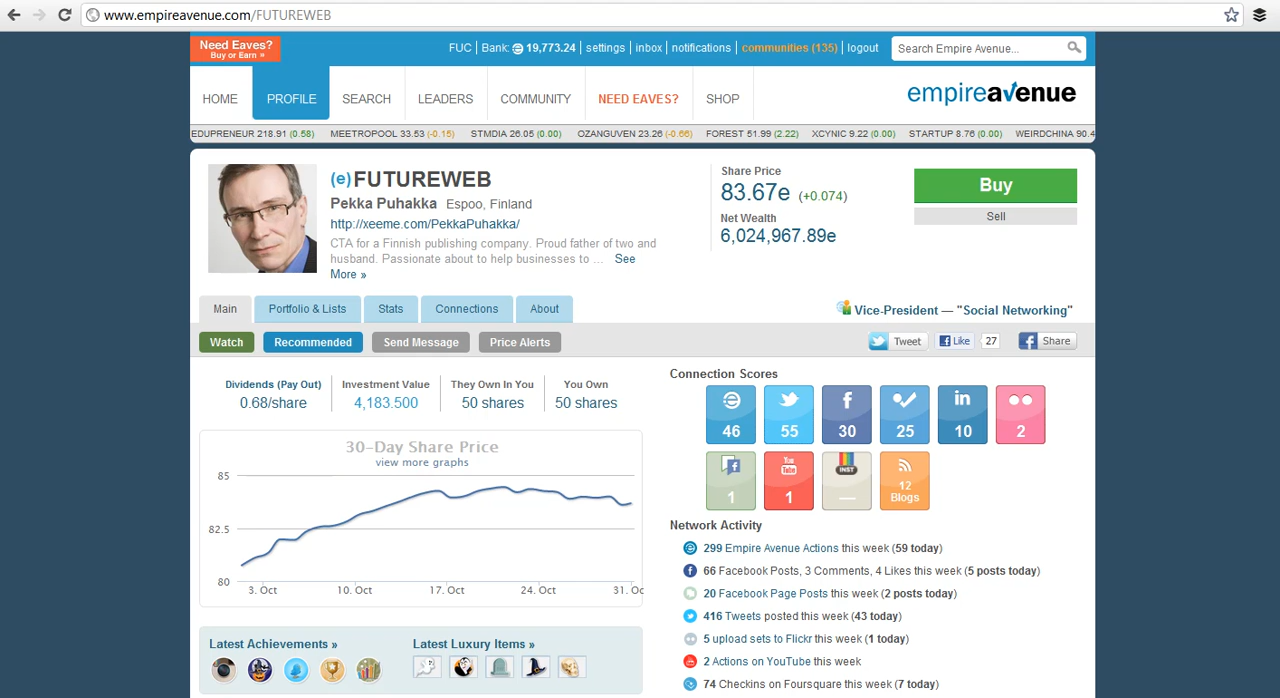 www.empireavenue.com/FUTUREWEB
Need Eaves?
Buy or Earn »
FUC | Bank: 19,773.24 | settings | inbox | notifications | communities (135) | logout
Search Empire Avenue...
HOME PROFILE SEARCH LEADERS COMMUNITY NEED EAVES? SHOP
empireavenue
EDUPRENEUR 218.91 (0.58) MEETROPOOL 33.53 (-0.15) STMDIA 26.05 (0.00) OZANGUVEN 23.26 (-0.66) FOREST 51.99 (2.22) XCYNIC 9.22 (0.00) STARTUP 8.76 (0.00) WEIRDCHINA 90.4
(e)FUTUREWEB
Pekka Puhakka Espoo, Finland
http://xeeme.com/PekkaPuhakka/
CTA for a Finnish publishing company. Proud father of two and
husband. Passionate about to help businesses to ... See
More »
Share Price
83.67e (+0.074)
Net Wealth
6,024,967.89e
Buy
Sell
Main Portfolio & Lists Stats Connections About
Vice-President — "Social Networking"
Watch Recommended Send Message Price Alerts
Tweet Like 27 Share
Dividends (Pay Out) Investment Value They Own In You You Own
0.68/share 4,183.500 50 shares 50 shares
30-Day Share Price
view more graphs
85
82.5
80
3. Oct 10. Oct 17. Oct 24. Oct 31. Oc
Latest Achievements »
Latest Luxury Items »
Connection Scores
46 55 30 25 10 2
You Tube
INST
1 1 — 12 Blogs
Network Activity
299 Empire Avenue Actions this week (59 today)
66 Facebook Posts, 3 Comments, 4 Likes this week (5 posts today)
20 Facebook Page Posts this week (2 posts today)
416 Tweets posted this week (43 today)
5 upload sets to Flickr this week (1 today)
2 Actions on YouTube this week
74 Checkins on Foursquare this week (7 today)